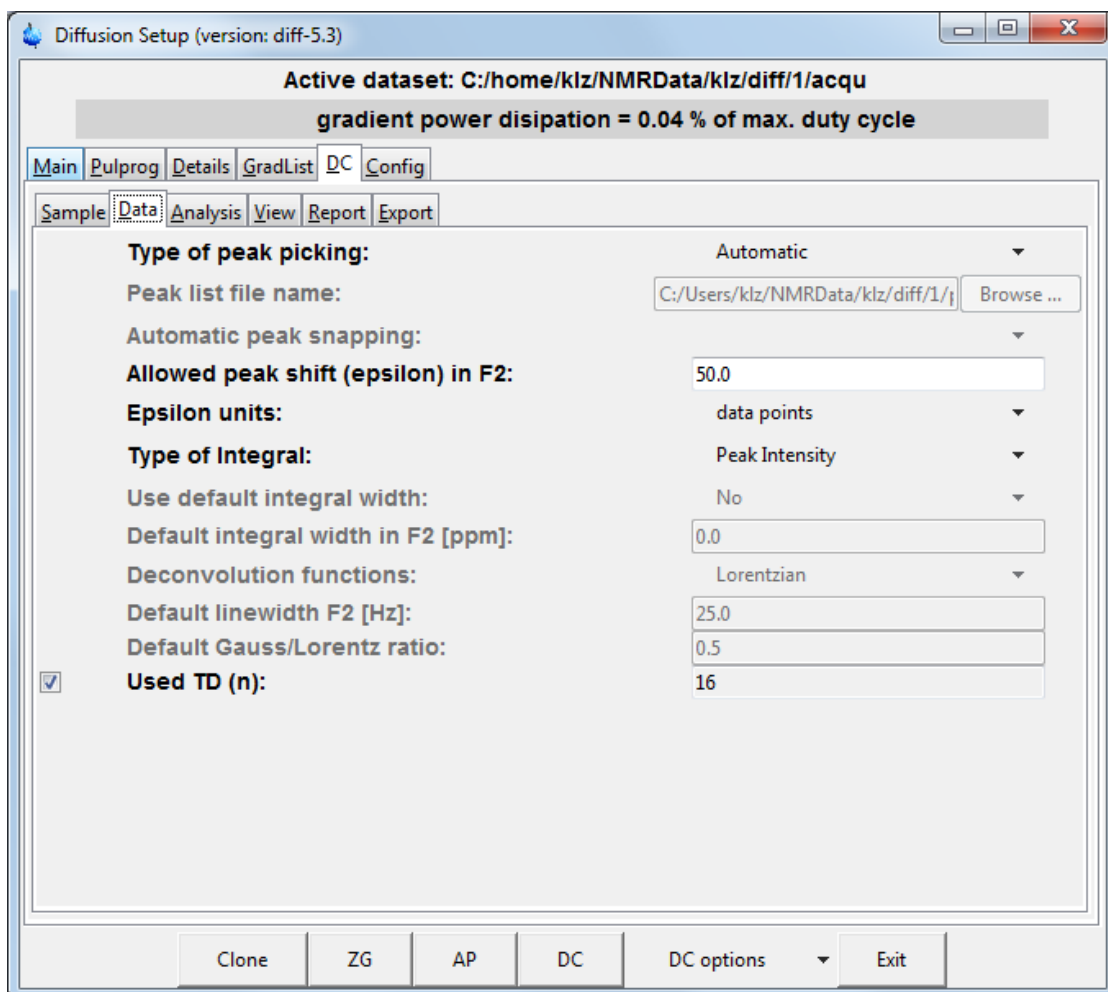 Diffusion Setup (version: diff-5.3)
Active dataset: C:/home/klz/NMRData/klz/diff/1/acqu
gradient power disipation = 0.04 % of max. duty cycle
Main Pulprog Details GradList DC Config
Sample Data Analysis View Report Export
Type of peak picking: Automatic
Peak list file name: C:/Users/klz/NMRData/klz/diff/1/ Browse ...
Automatic peak snapping:
Allowed peak shift (epsilon) in F2: 50.0
Epsilon units: data points
Type of Integral: Peak Intensity
Use default integral width: No
Default integral width in F2 [ppm]: 0.0
Deconvolution functions: Lorentzian
Default linewidth F2 [Hz]: 25.0
Default Gauss/Lorentz ratio: 0.5
Used TD (n): 16
Clone ZG AP DC DC options Exit